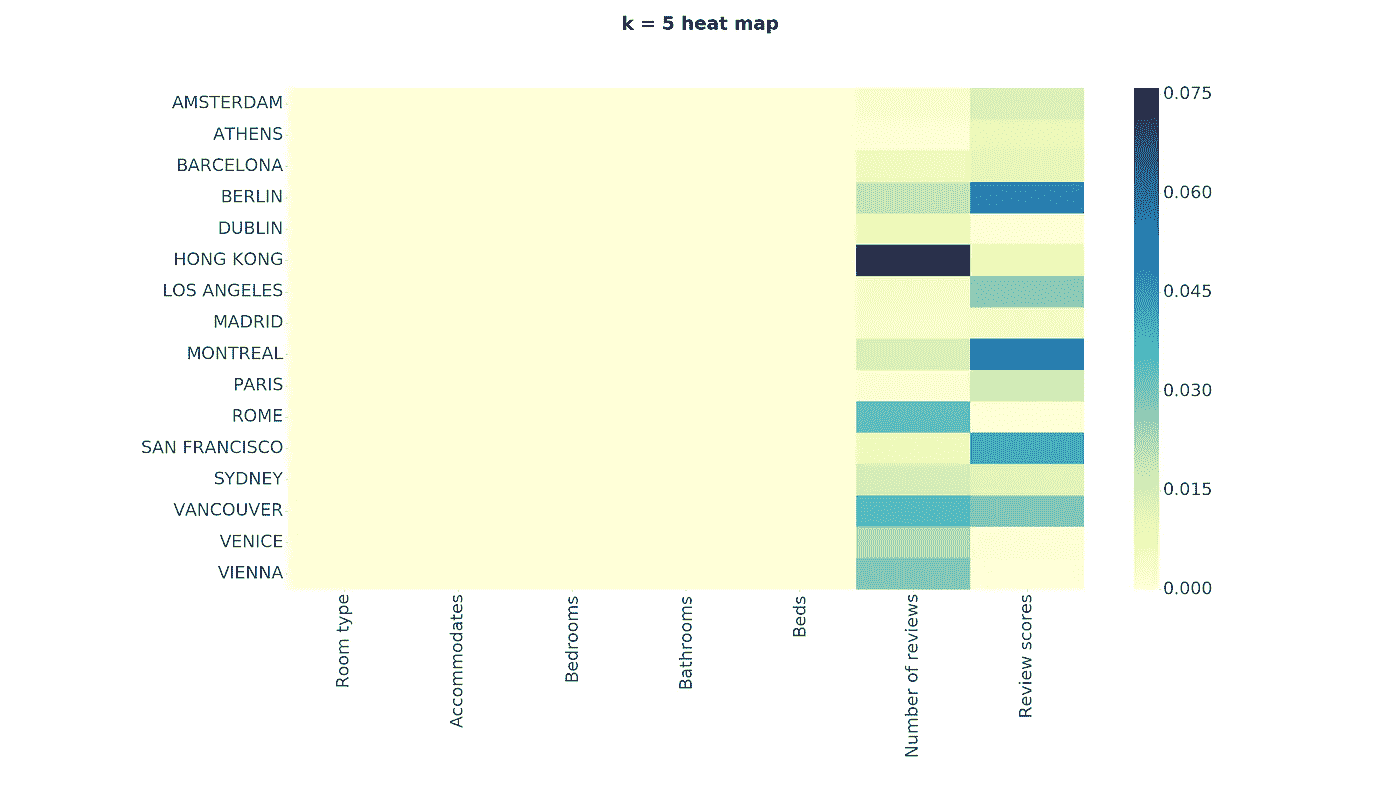 k = 5 heat map
AMSTERDAM
ATHENS
BARCELONA
BERLIN
DUBLIN
HONG KONG
LOS ANGELES
MADRID
MONTREAL
PARIS
ROME
SAN FRANCISCO
SYDNEY
VANCOUVER
VENICE
VIENNA
Room type
Accommodates
Bedrooms
Bathrooms
Beds
Number of reviews
Review scores
0.075
0.060
0.045
0.030
0.015
0.000